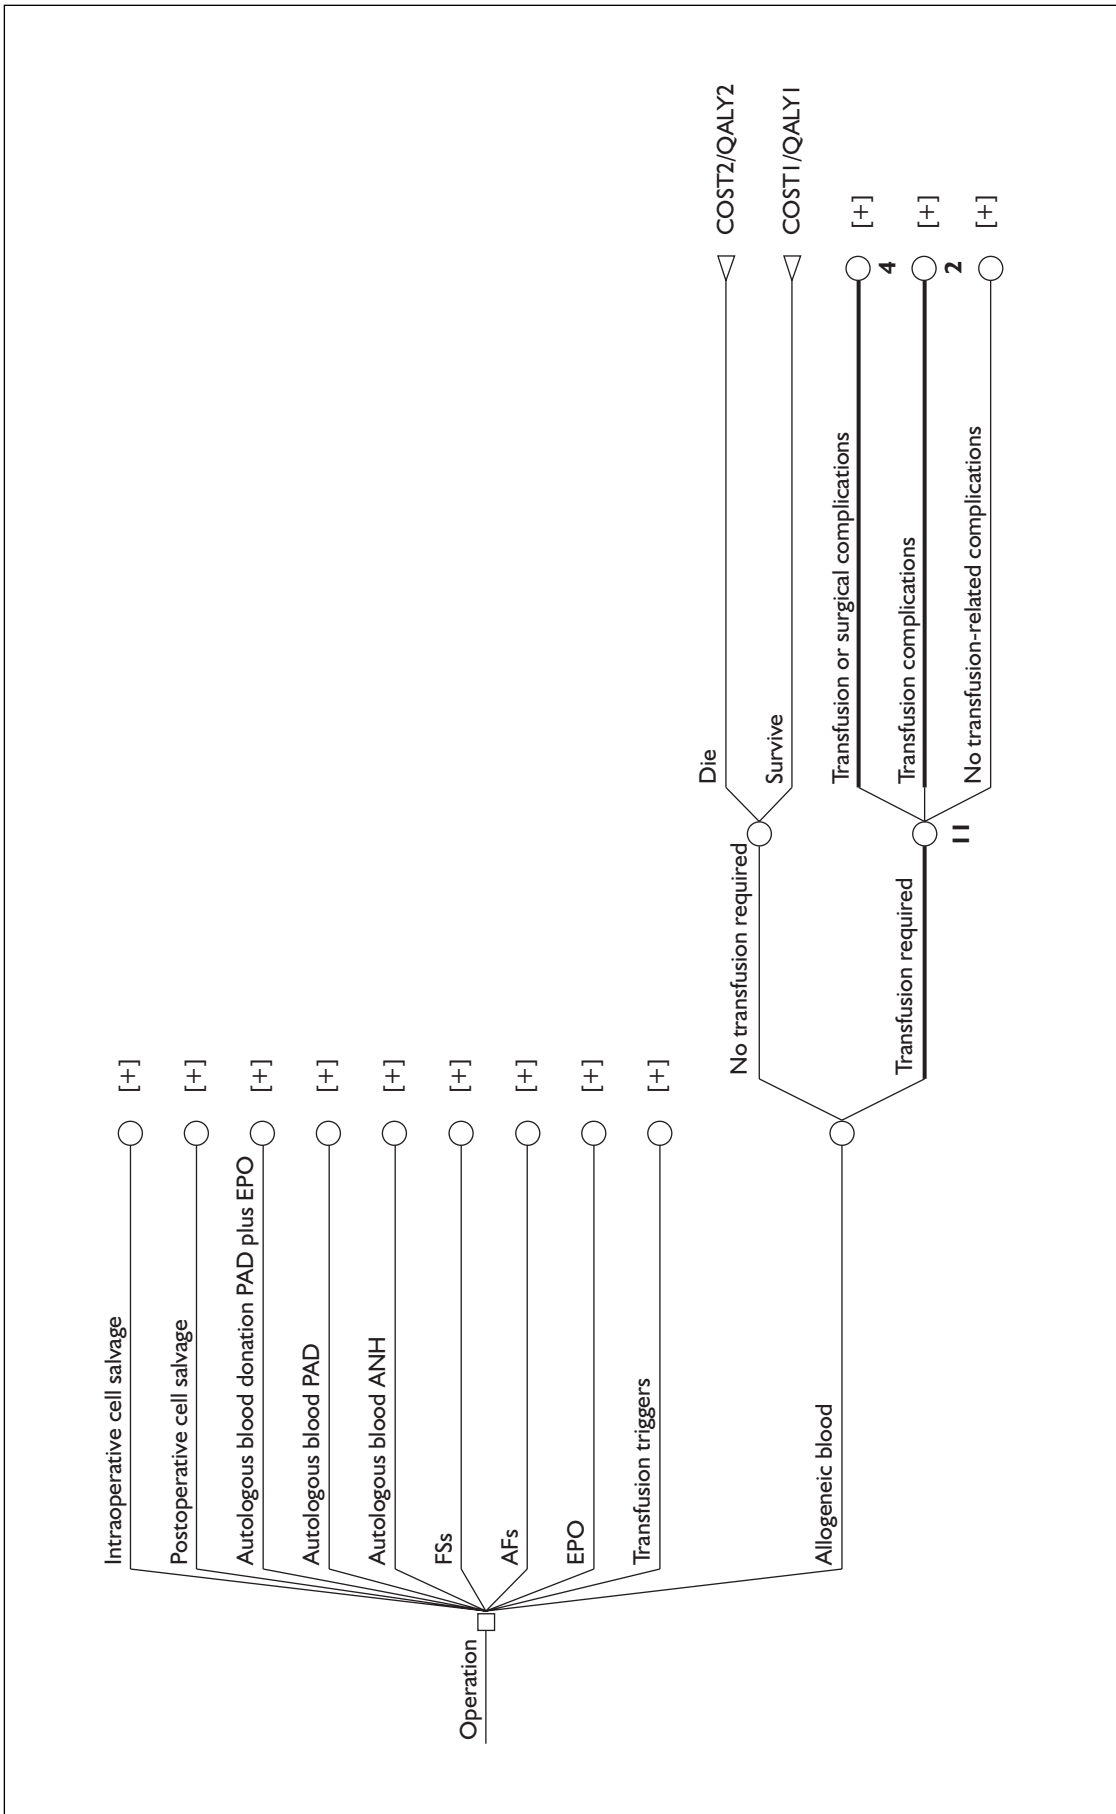 Operation
Intraoperative cell salvage
[+]
Postoperative cell salvage
[+]
Autologous blood donation PAD plus EPO
[+]
Autologous blood PAD
[+]
Autologous blood ANH
[+]
FSs
[+]
AFs
[+]
EPO
[+]
Transfusion triggers
[+]
Allogeneic blood
No transfusion required
Die
COST2/QALY2
Survive
COST1/QALY1
Transfusion required
11
Transfusion or surgical complications
[+]
4
Transfusion complications
[+]
2
No transfusion-related complications
[+]